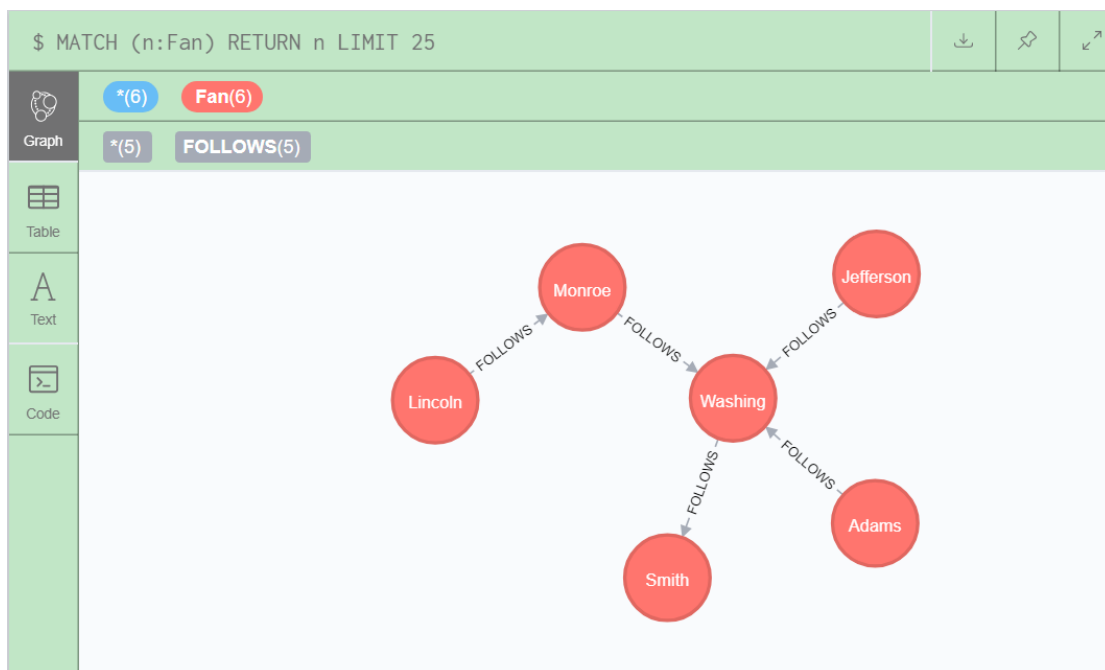 $ MATCH (n:Fan) RETURN n LIMIT 25
*(6) Fan(6)
Graph
*(5) FOLLOWS(5)
Table
Text
Code
Jefferson
Monroe
FOLLOWS
FOLLOWS
FOLLOWS
Lincoln
Washing
FOLLOWS
FOLLOWS
Adams
Smith